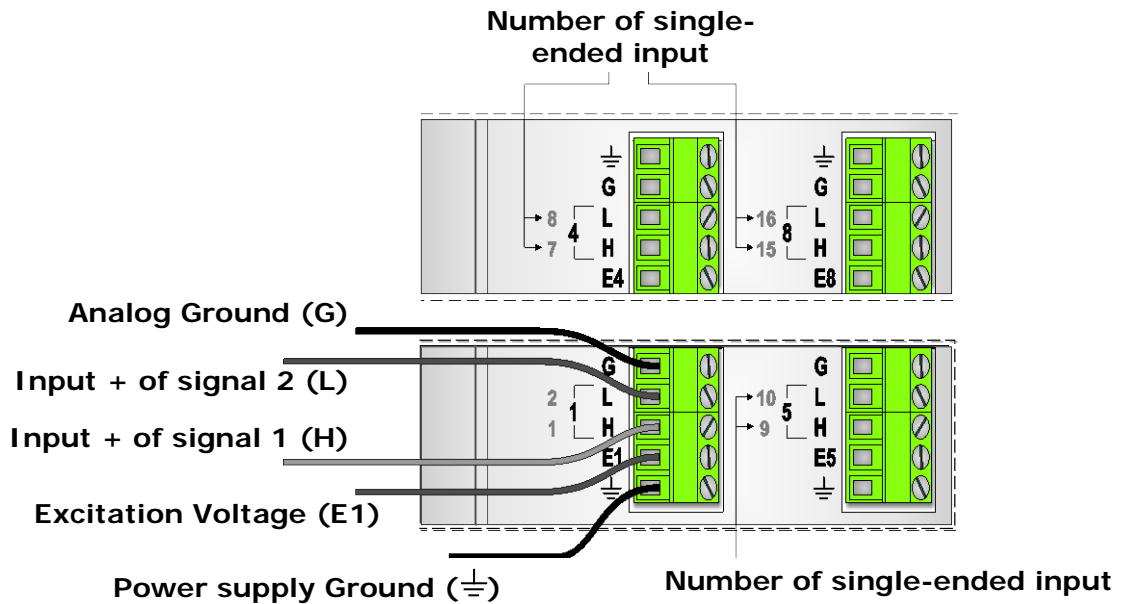 Number of single-
ended input
⏚ ⏚
G G
8 L 16 L
4 8
7 H 15 H
E4 E8
Analog Ground (G)
G G
Input + of signal 2 (L)
2 L 10 L
1 5
1 H 9 H
Input + of signal 1 (H)
E1 E5
⏚ ⏚
Excitation Voltage (E1)
Power supply Ground (⏚)
Number of single-ended input